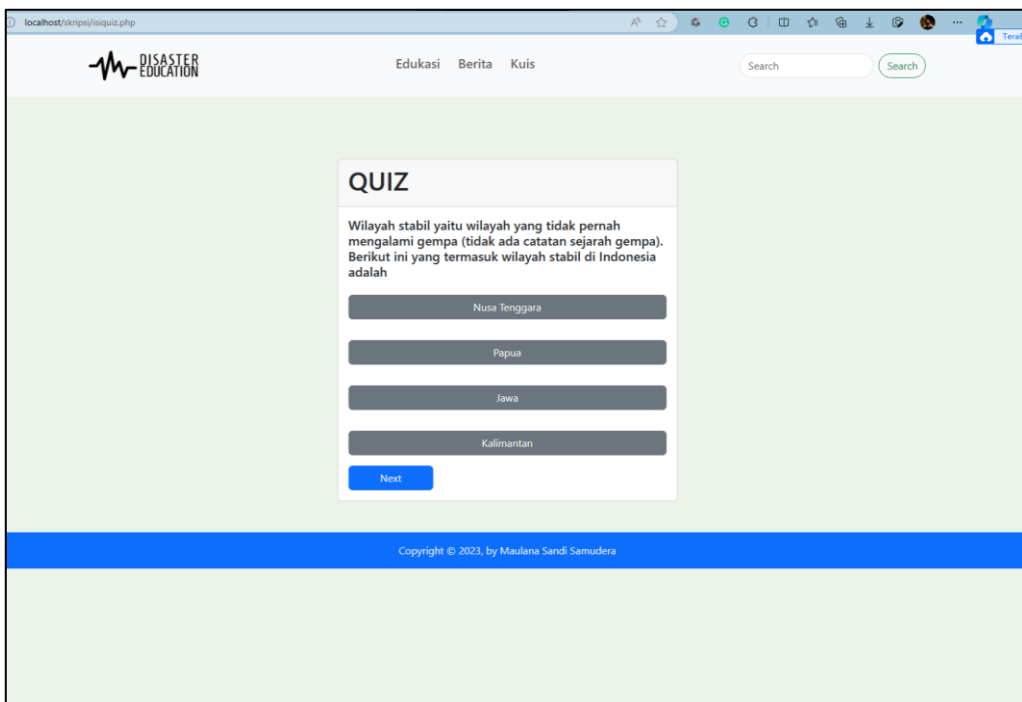 localhost/skripsi/isiquiz.php
DISASTER
EDUCATION
Edukasi Berita Kuis
Search
Search
QUIZ
Wilayah stabil yaitu wilayah yang tidak pernah
mengalami gempa (tidak ada catatan sejarah gempa).
Berikut ini yang termasuk wilayah stabil di Indonesia
adalah
Nusa Tenggara
Papua
Jawa
Kalimantan
Next
Copyright © 2023, by Maulana Sandi Samudera